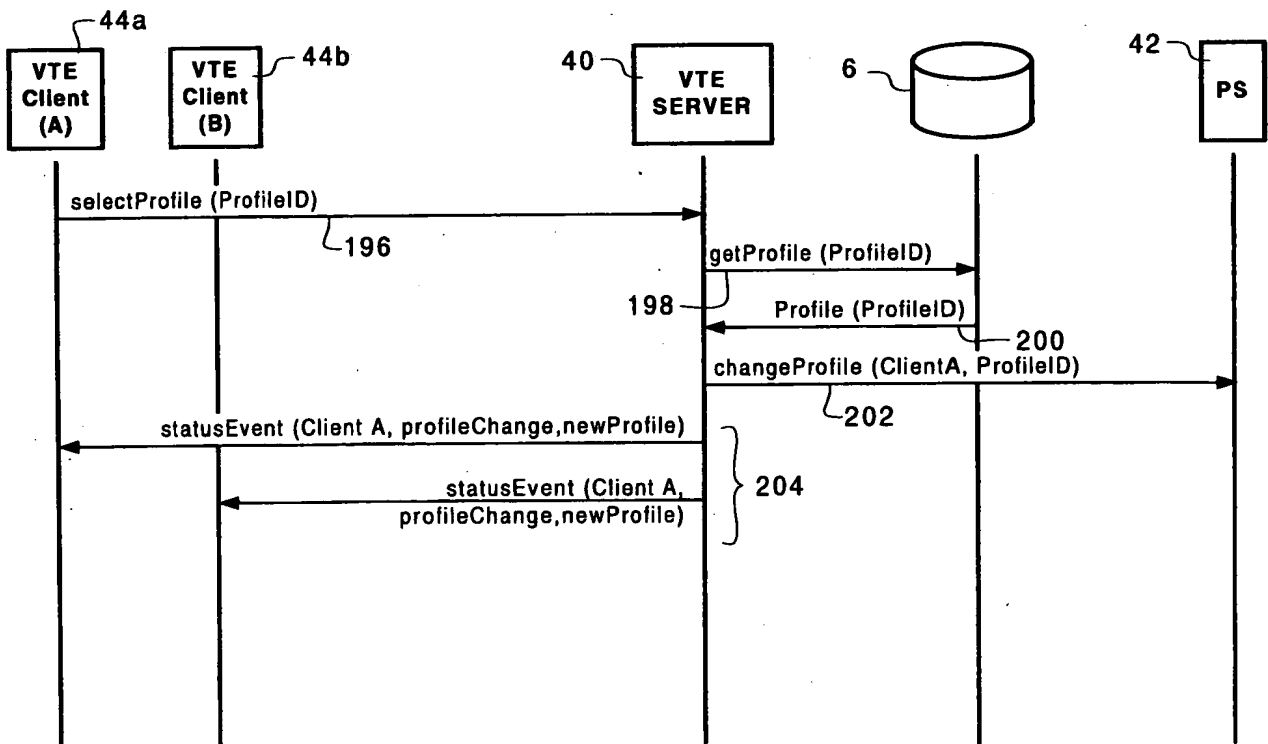 44a
VTE
Client
(A)
VTE
Client
(B)
44b
40
VTE
SERVER
6
42
PS
selectProfile (ProfileID)
196
getProfile (ProfileID)
198
Profile (ProfileID)
200
changeProfile (ClientA, ProfileID)
202
statusEvent (Client A, profileChange,newProfile)
statusEvent (Client A,
profileChange,newProfile)
204